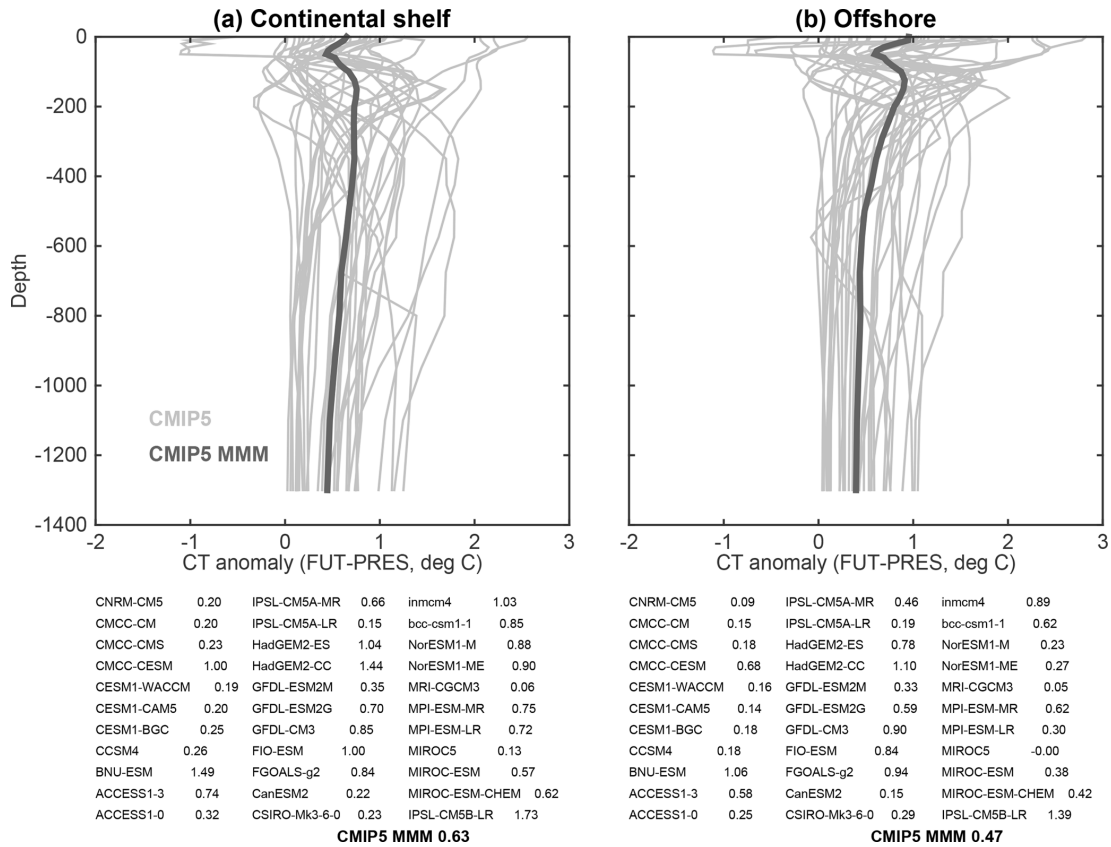 (a) Continental shelf
0
-200
-400
-600
-800
-1000
-1200
-1400
Depth
CMIP5
CMIP5 MMM
-2 -1 0 1 2 3
CT anomaly (FUT-PRES, deg C)
CNRM-CM5 0.20 IPSL-CM5A-MR 0.66 inmcm4 1.03
CMCC-CM 0.20 IPSL-CM5A-LR 0.15 bcc-csm1-1 0.85
CMCC-CMS 0.23 HadGEM2-ES 1.04 NorESM1-M 0.88
CMCC-CESM 1.00 HadGEM2-CC 1.44 NorESM1-ME 0.90
CESM1-WACCM 0.19 GFDL-ESM2M 0.35 MRI-CGCM3 0.06
CESM1-CAM5 0.20 GFDL-ESM2G 0.70 MPI-ESM-MR 0.75
CESM1-BGC 0.25 GFDL-CM3 0.85 MPI-ESM-LR 0.72
CCSM4 0.26 FIO-ESM 1.00 MIROC5 0.13
BNU-ESM 1.49 FGOALS-g2 0.84 MIROC-ESM 0.57
ACCESS1-3 0.74 CanESM2 0.22 MIROC-ESM-CHEM 0.62
ACCESS1-0 0.32 CSIRO-Mk3-6-0 0.23 IPSL-CM5B-LR 1.73
CMIP5 MMM 0.63
(b) Offshore
0
-200
-400
-600
-800
-1000
-1200
-1400
-2 -1 0 1 2 3
CT anomaly (FUT-PRES, deg C)
CNRM-CM5 0.09 IPSL-CM5A-MR 0.46 inmcm4 0.89
CMCC-CM 0.15 IPSL-CM5A-LR 0.19 bcc-csm1-1 0.62
CMCC-CMS 0.18 HadGEM2-ES 0.78 NorESM1-M 0.23
CMCC-CESM 0.68 HadGEM2-CC 1.10 NorESM1-ME 0.27
CESM1-WACCM 0.16 GFDL-ESM2M 0.33 MRI-CGCM3 0.05
CESM1-CAM5 0.14 GFDL-ESM2G 0.59 MPI-ESM-MR 0.62
CESM1-BGC 0.18 GFDL-CM3 0.90 MPI-ESM-LR 0.30
CCSM4 0.18 FIO-ESM 0.84 MIROC5 -0.00
BNU-ESM 1.06 FGOALS-g2 0.94 MIROC-ESM 0.38
ACCESS1-3 0.58 CanESM2 0.15 MIROC-ESM-CHEM 0.42
ACCESS1-0 0.25 CSIRO-Mk3-6-0 0.29 IPSL-CM5B-LR 1.39
CMIP5 MMM 0.47